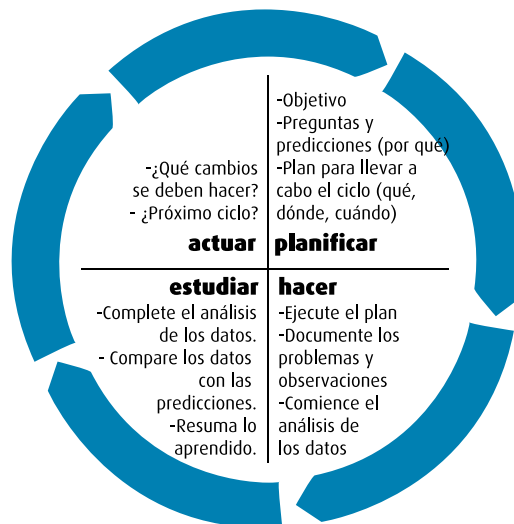 -¿Qué cambios
se deben hacer?
- ¿Próximo ciclo?
actuar
-Objetivo
-Preguntas y
predicciones (por qué)
-Plan para llevar a
cabo el ciclo (qué,
dónde, cuándo)
planificar
estudiar
-Complete el análisis
de los datos.
- Compare los datos
con las
predicciones.
-Resuma lo
aprendido.
hacer
-Ejecute el plan
-Documente los
problemas y
observaciones
-Comience el
análisis de
los datos